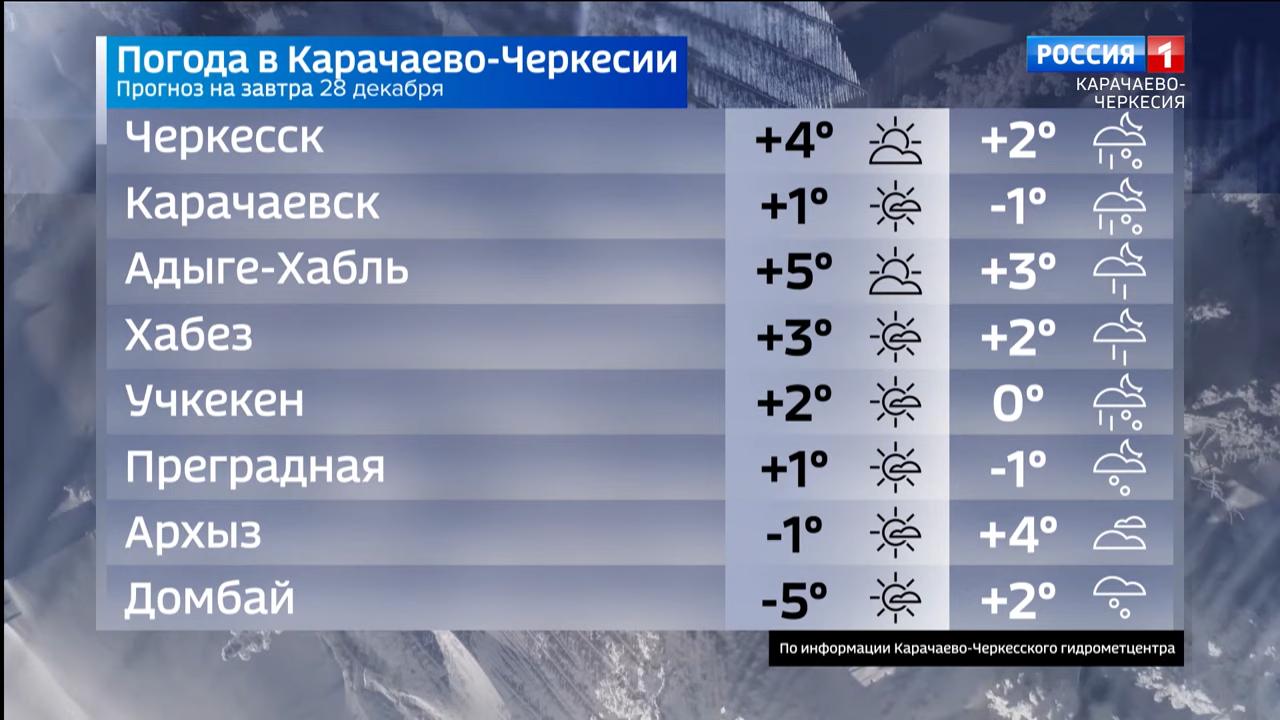 Погода в Карачаево-Черкесии
Прогноз на завтра 28 декабря
РОССИЯ 1
КАРАЧАЕВО-
ЧЕРКЕСИЯ
Черкесск +4° +2°
Карачаевск +1° -1°
Адыге-Хабль +5° +3°
Хабез +3° +2°
Учкекен +2° 0°
Преградная +1° -1°
Архыз -1° +4°
Домбай -5° +2°
По информации Карачаево-Черкесского гидрометцентра